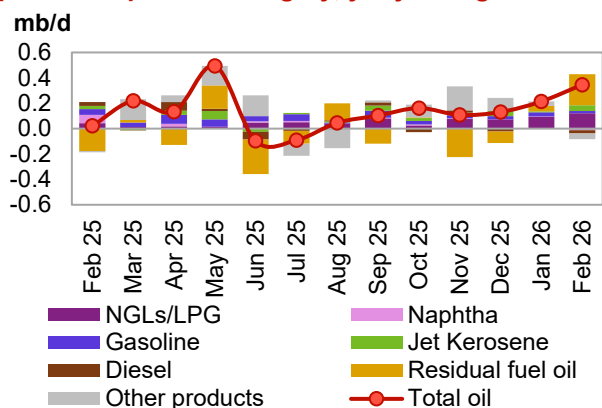 mb/d
0.6
0.4
0.2
0.0
-0.2
-0.4
-0.6
Feb 25 Mar 25 Apr 25 May 25 Jun 25 Jul 25 Aug 25 Sep 25 Oct 25 Nov 25 Dec 25 Jan 26 Feb 26
NGLs/LPG Naphtha
Gasoline Jet Kerosene
Diesel Residual fuel oil
Other products Total oil